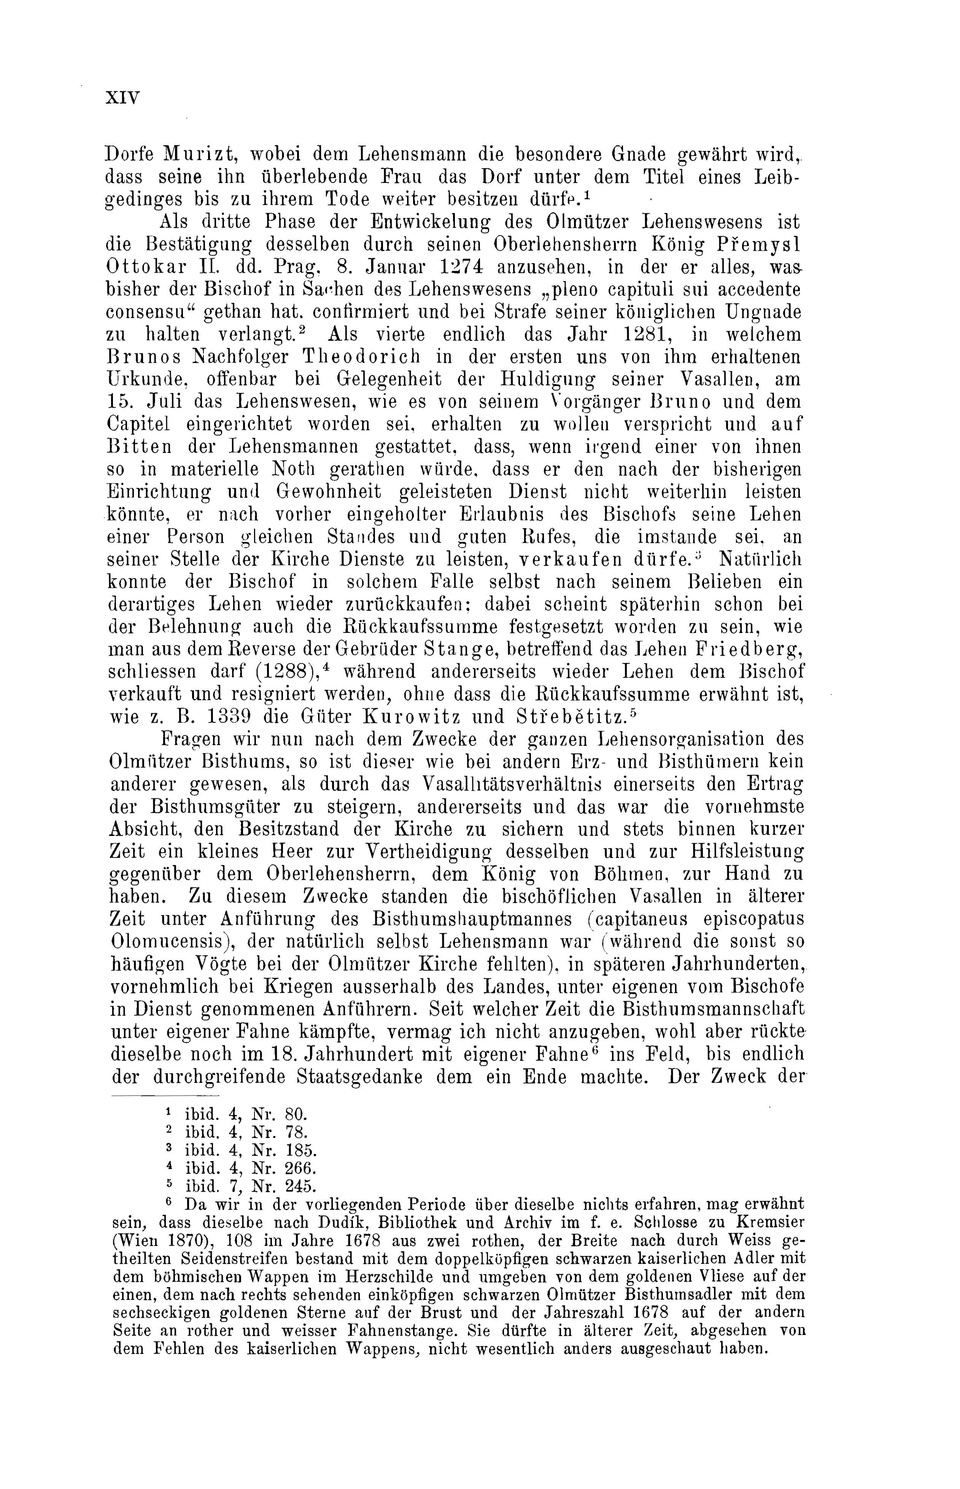 XIV
Dorfe Murizt, wobei dem Lehensmann die besondere Gnade gewährt wird,
dass seine ihn überlebende Frau das Dorf unter dem Titel eines Leib-
gedinges bis zu ihrem Tode weiter besitzen dürfe.¹
Als dritte Phase der Entwickelung des Olmützer Lehenswesens ist
die Bestätigung desselben durch seinen Oberlehensherrn König Přemysl
Ottokar II. dd. Prag, 8. Januar 1274 anzusehen, in der er alles, was
bisher der Bischof in Sachen des Lehenswesens „pleno capituli sui accedente
consensu“ gethan hat, confirmiert und bei Strafe seiner königlichen Ungnade
zu halten verlangt.² Als vierte endlich das Jahr 1281, in welchem
Brunos Nachfolger Theodorich in der ersten uns von ihm erhaltenen
Urkunde, offenbar bei Gelegenheit der Huldigung seiner Vasallen, am
15. Juli das Lehenswesen, wie es von seinem Vorgänger Bruno und dem
Capitel eingerichtet worden sei, erhalten zu wollen verspricht und auf
Bitten der Lehensmannen gestattet, dass, wenn irgend einer von ihnen
so in materielle Noth gerathen würde, dass er den nach der bisherigen
Einrichtung und Gewohnheit geleisteten Dienst nicht weiterhin leisten
könnte, er nach vorher eingeholter Erlaubnis des Bischofs seine Lehen
einer Person gleichen Standes und guten Rufes, die imstande sei, an
seiner Stelle der Kirche Dienste zu leisten, verkaufen dürfe.³ Natürlich
konnte der Bischof in solchem Falle selbst nach seinem Belieben ein
derartiges Lehen wieder zurückkaufen; dabei scheint späterhin schon bei
der Belehnung auch die Rückkaufssumme festgesetzt worden zu sein, wie
man aus dem Reverse der Gebrüder Stange, betreffend das Lehen Friedberg,
schliessen darf (1288),⁴ während andererseits wieder Lehen dem Bischof
verkauft und resigniert werden, ohne dass die Rückkaufssumme erwähnt ist,
wie z. B. 1339 die Güter Kurowitz und Střebětitz.⁵
Fragen wir nun nach dem Zwecke der ganzen Lehensorganisation des
Olmützer Bisthums, so ist dieser wie bei andern Erz- und Bisthümern kein
anderer gewesen, als durch das Vasallitätsverhältnis einerseits den Ertrag
der Bisthumsgüter zu steigern, andererseits und das war die vornehmste
Absicht, den Besitzstand der Kirche zu sichern und stets binnen kurzer
Zeit ein kleines Heer zur Vertheidigung desselben und zur Hilfsleistung
gegenüber dem Oberlehensherrn, dem König von Böhmen, zur Hand zu
haben. Zu diesem Zwecke standen die bischöflichen Vasallen in älterer
Zeit unter Anführung des Bisthumshauptmannes (capitaneus episcopatus
Olomucensis), der natürlich selbst Lehensmann war (während die sonst so
häufigen Vögte bei der Olmützer Kirche fehlten), in späteren Jahrhunderten,
vornehmlich bei Kriegen ausserhalb des Landes, unter eigenen vom Bischofe
in Dienst genommenen Anführern. Seit welcher Zeit die Bisthumsmannschaft
unter eigener Fahne kämpfte, vermag ich nicht anzugeben, wohl aber rückte
dieselbe noch im 18. Jahrhundert mit eigener Fahne⁶ ins Feld, bis endlich
der durchgreifende Staatsgedanke dem ein Ende machte. Der Zweck der
¹ ibid. 4, Nr. 80.
² ibid. 4, Nr. 78.
³ ibid. 4, Nr. 185.
⁴ ibid. 4, Nr. 266.
⁵ ibid. 7, Nr. 245.
⁶ Da wir in der vorliegenden Periode über dieselbe nichts erfahren, mag erwähnt
sein, dass dieselbe nach Dudík, Bibliothek und Archiv im f. e. Schlosse zu Kremsier
(Wien 1870), 108 im Jahre 1678 aus zwei rothen, der Breite nach durch Weiss ge-
theilten Seidenstreifen bestand mit dem doppelköpfigen schwarzen kaiserlichen Adler mit
dem böhmischen Wappen im Herzschilde und umgeben von dem goldenen Vliese auf der
einen, dem nach rechts sehenden einköpfigen schwarzen Olmützer Bisthumsadler mit dem
sechseckigen goldenen Sterne auf der Brust und der Jahreszahl 1678 auf der andern
Seite an rother und weisser Fahnenstange. Sie dürfte in älterer Zeit, abgesehen von
dem Fehlen des kaiserlichen Wappens, nicht wesentlich anders ausgeschaut haben.